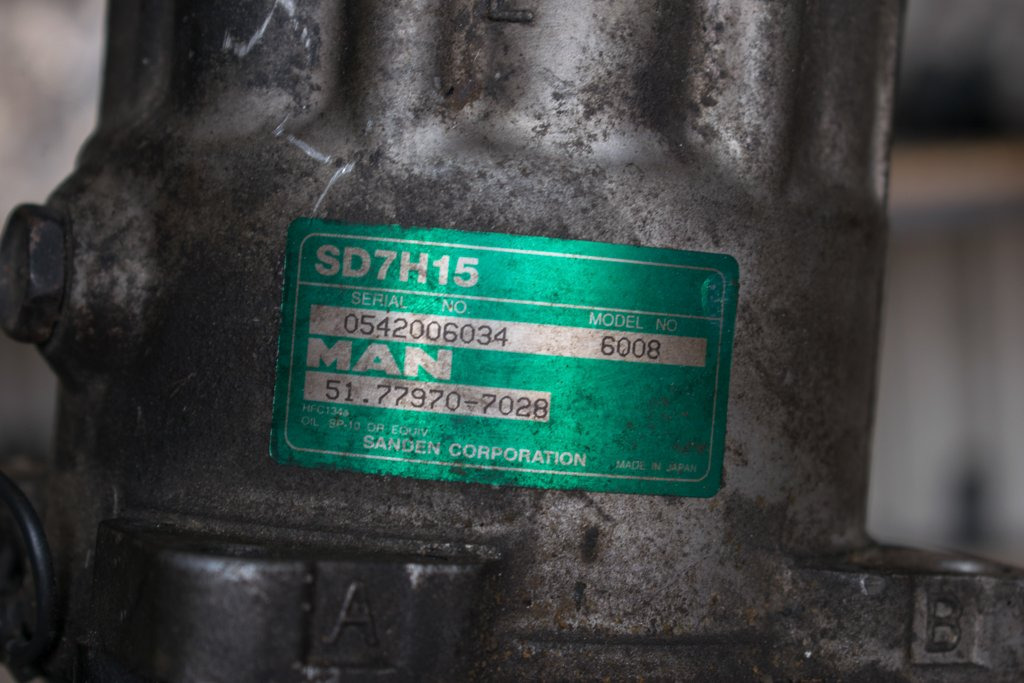 SD7H15
SERIAL NO. MODEL NO
0542006034 6008
MAN
51.77970-7028
HFC134a
OIL SP-10 OR EQUIV
SANDEN CORPORATION MADE IN JAPAN
A B